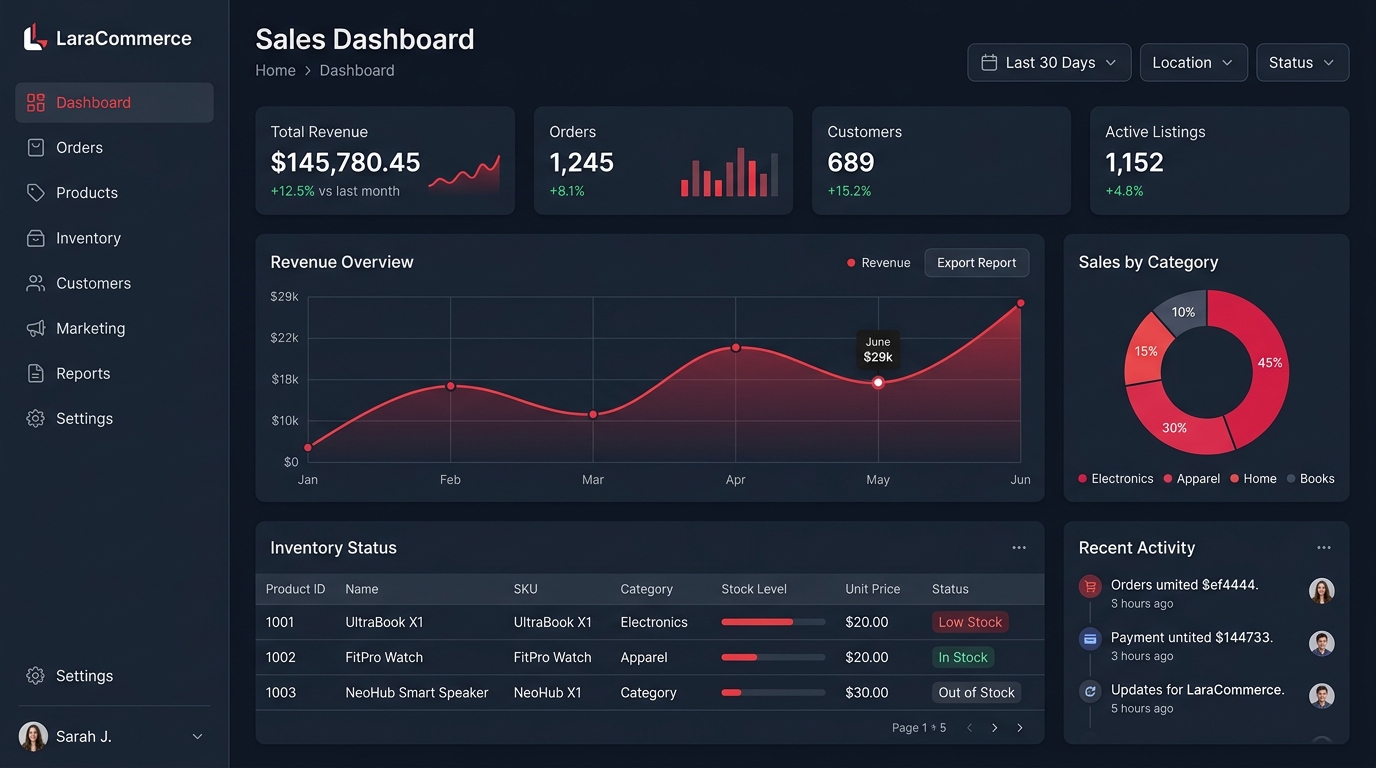 LaraCommerce
Dashboard
Orders
Products
Inventory
Customers
Marketing
Reports
Settings
Settings
Sarah J.
Sales Dashboard
Home > Dashboard
Last 30 Days
Location
Status
Total Revenue
$145,780.45
+12.5% vs last month
Orders
1,245
+8.1%
Customers
689
+15.2%
Active Listings
1,152
+4.8%
Revenue Overview
Revenue
Export Report
$29k
$22k
$18k
$10k
$0
Jan Feb Mar Apr May Jun
June
$29k
Sales by Category
10%
15%
45%
30%
Electronics Apparel Home Books
Inventory Status
Product ID Name SKU Category Stock Level Unit Price Status
1001 UltraBook X1 UltraBook X1 Electronics $20.00 Low Stock
1002 FitPro Watch FitPro Watch Apparel $20.00 In Stock
1003 NeoHub Smart Speaker NeoHub X1 Category $30.00 Out of Stock
Page 1 5
Recent Activity
Orders umited $ef4444.
hours ago
Payment untited $144733.
3 hours ago
Updates for LaraCommerce.
5 hours ago